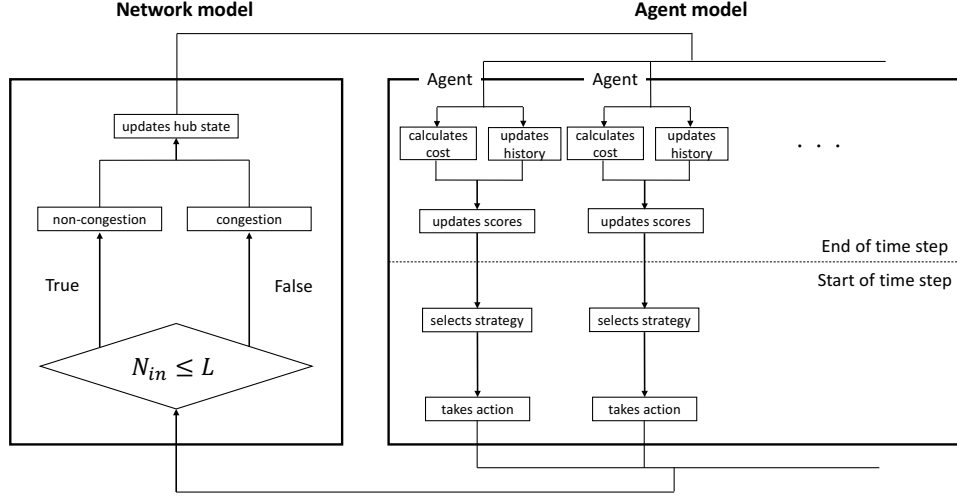 Network model
Agent model
Agent
Agent
updates hub state
calculates
cost
updates
history
calculates
cost
updates
history
. . .
non-congestion
congestion
updates scores
updates scores
End of time step
True
False
Start of time step
selects strategy
selects strategy
N_{in} ≤ L
takes action
takes action